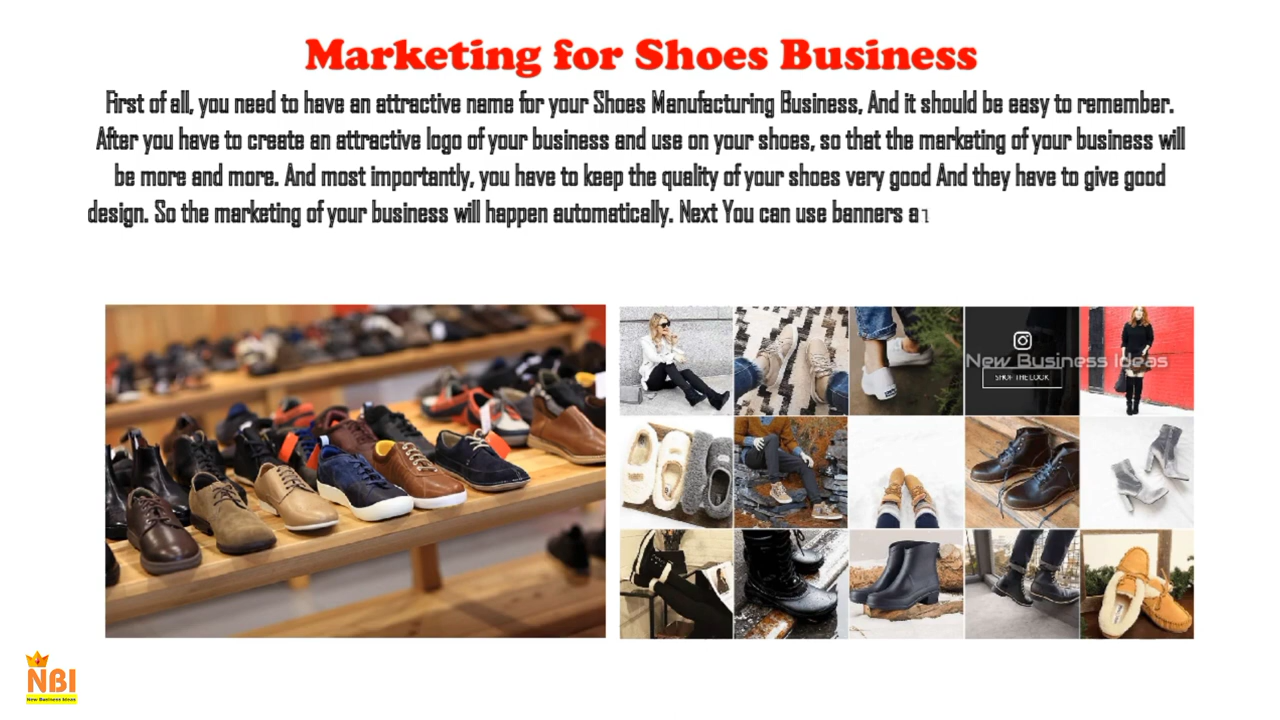 Marketing for Shoes Business
First of all, you need to have an attractive name for your Shoes Manufacturing Business, And it should be easy to remember.
After you have to create an attractive logo of your business and use on your shoes, so that the marketing of your business will
be more and more. And most importantly, you have to keep the quality of your shoes very good And they have to give good
design. So the marketing of your business will happen automatically. Next You can use banners a
New Business Ideas
SHOP THE LOOK
NBI
New Business Ideas